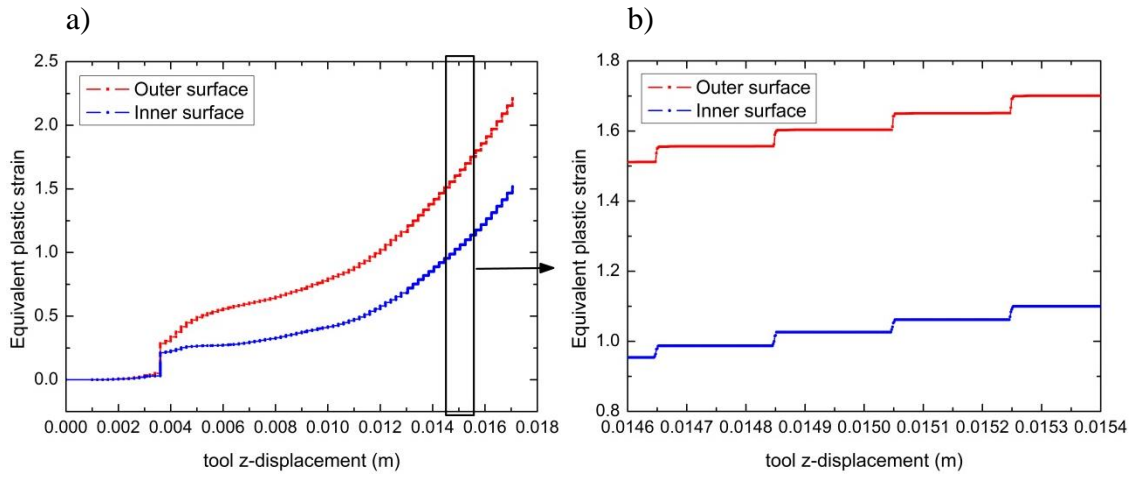 a)
2.5
Outer surface
Inner surface
2.0
1.5
1.0
0.5
0.0
Equivalent plastic strain
0.000 0.002 0.004 0.006 0.008 0.010 0.012 0.014 0.016 0.018
tool z-displacement (m)
b)
1.8
Outer surface
Inner surface
1.6
1.4
1.2
1.0
0.8
Equivalent plastic strain
0.0146 0.0147 0.0148 0.0149 0.0150 0.0151 0.0152 0.0153 0.0154
tool z-displacement (m)